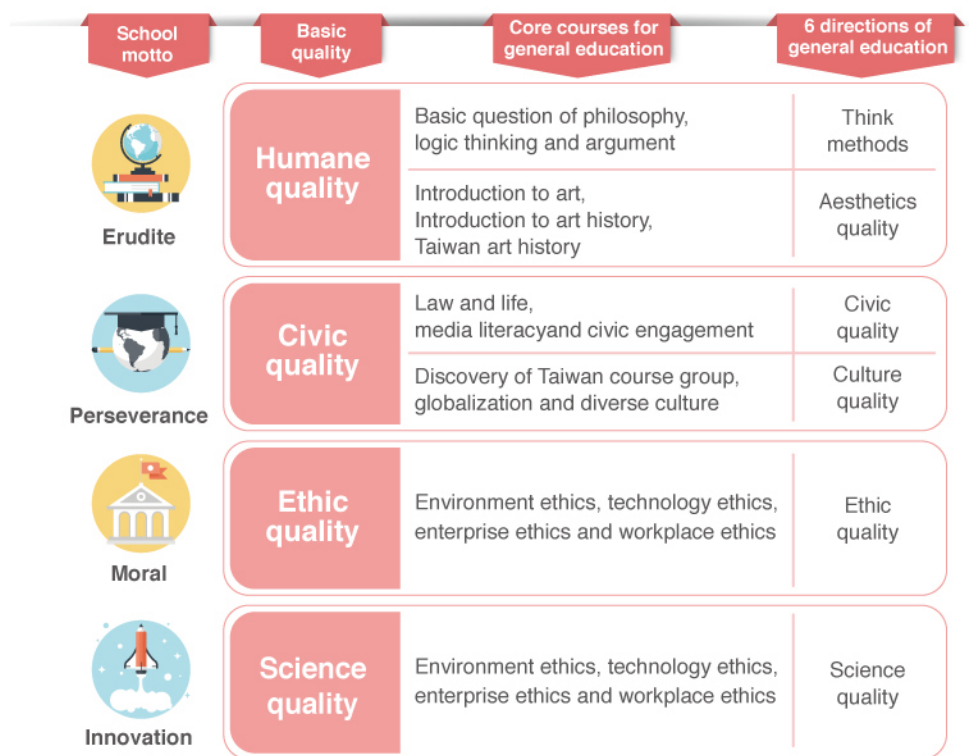 School
motto
Basic
quality
Core courses for
general education
6 directions of
general education
Erudite
Humane
quality
Basic question of philosophy,
logic thinking and argument
Think
methods
Introduction to art,
Introduction to art history,
Taiwan art history
Aesthetics
quality
Perseverance
Civic
quality
Law and life,
media literacyand civic engagement
Civic
quality
Discovery of Taiwan course group,
globalization and diverse culture
Culture
quality
Moral
Ethic
quality
Environment ethics, technology ethics,
enterprise ethics and workplace ethics
Ethic
quality
Innovation
Science
quality
Environment ethics, technology ethics,
enterprise ethics and workplace ethics
Science
quality